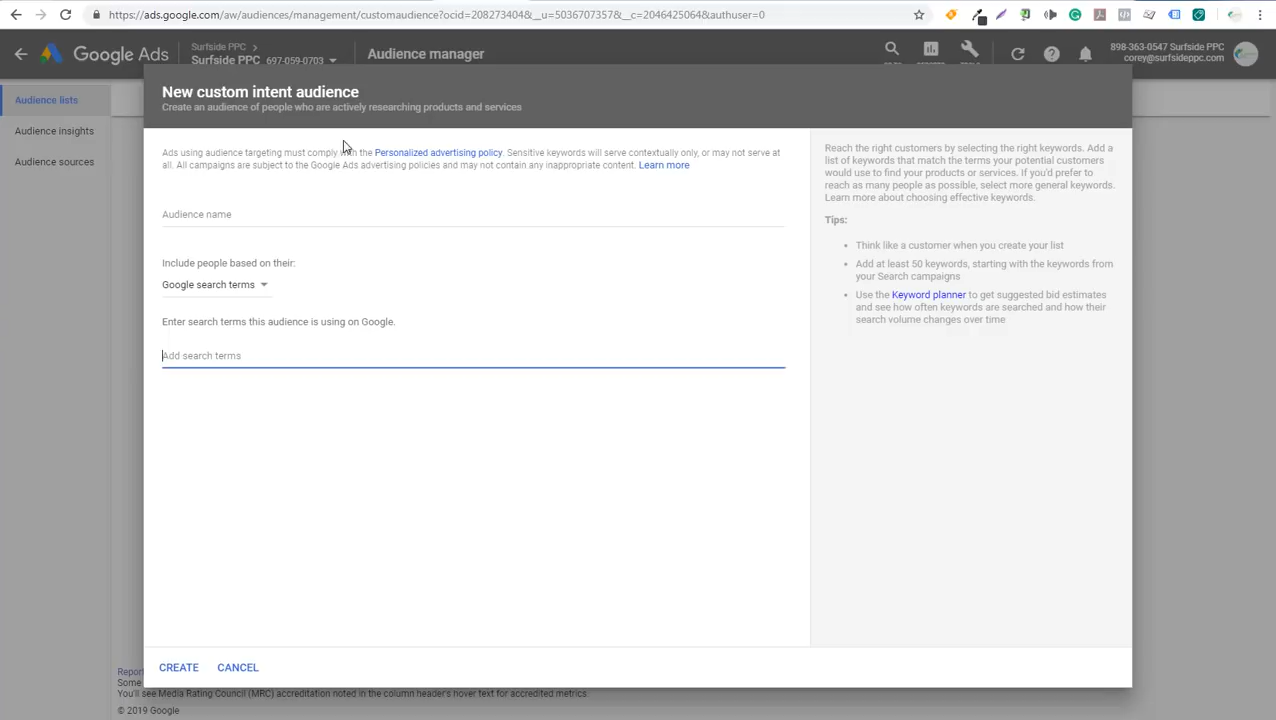 https://ads.google.com/aw/audiences/management/customaudience?ocid=208273404&__u=5036707357&__c=2046425064&authuser=0
Google Ads
Surfside PPC
Surfside PPC 697-059-0703
Audience manager
898-363-0547 Surfside PPC
corey@surfsideppc.com
Audience lists
Audience insights
Audience sources
New custom intent audience
Create an audience of people who are actively researching products and services
Ads using audience targeting must comply with the Personalized advertising policy. Sensitive keywords will serve contextually only, or may not serve at
all. All campaigns are subject to the Google Ads advertising policies and may not contain any inappropriate content. Learn more
Audience name
Include people based on their:
Google search terms
Enter search terms this audience is using on Google.
Add search terms
Reach the right customers by selecting the right keywords. Add a
list of keywords that match the terms your potential customers
would use to find your products or services. If you'd prefer to
reach as many people as possible, select more general keywords.
Learn more about choosing effective keywords.
Tips:
Think like a customer when you create your list
Add at least 50 keywords, starting with the keywords from
your Search campaigns
Use the Keyword planner to get suggested bid estimates
and see how often keywords are searched and how their
search volume changes over time
CREATE CANCEL
Report
Some
You'll see Media Rating Council (MRC) accreditation noted in the column header's hover text for accredited metrics.
© 2019 Google